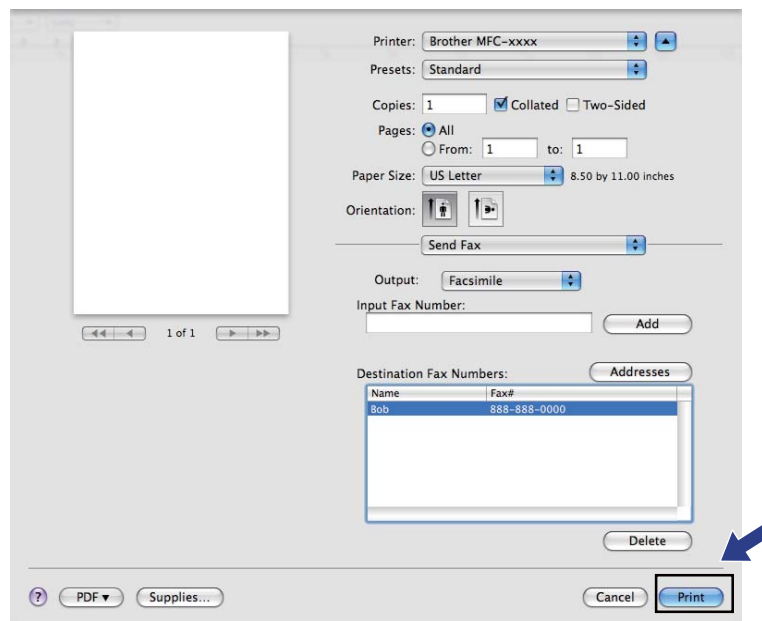 Printer: Brother MFC-xxxx
Presets: Standard
Copies: 1 Collated Two-Sided
Pages: All
From: 1 to: 1
Paper Size: US Letter 8.50 by 11.00 inches
Orientation:
Send Fax
Output: Facsimile
Input Fax Number:
Add
1 of 1
Destination Fax Numbers: Addresses
Name Fax#
Bob 888-888-0000
Delete
? PDF▼ Supplies... Cancel Print